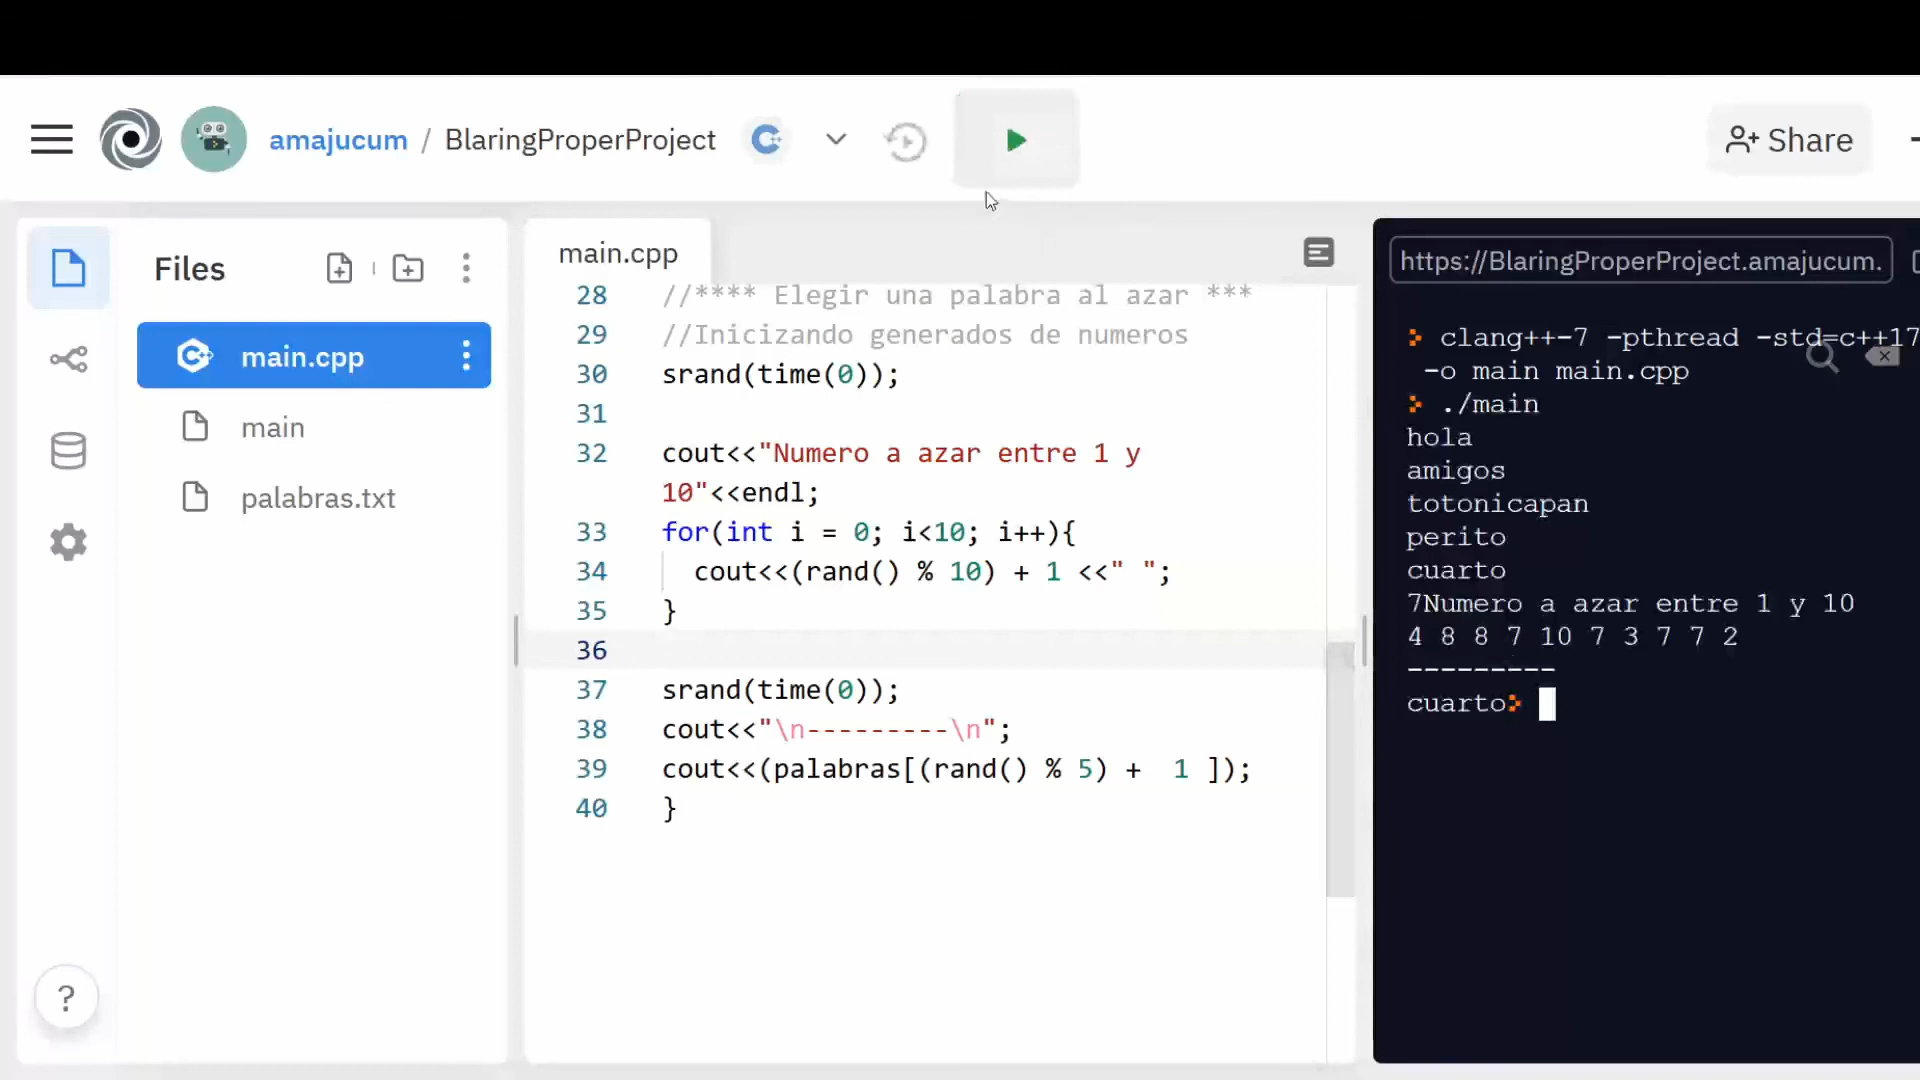 amajucum / BlaringProperProject
Share
Files
main.cpp
main
palabras.txt
?
main.cpp
28 //**** Elegir una palabra al azar ***
29 //Inicizando generados de numeros
30 srand(time(0));
31
32 cout<<"Numero a azar entre 1 y
10"<<endl;
33 for(int i = 0; i<10; i++){
34 cout<<(rand() % 10) + 1 <<" ";
35 }
36
37 srand(time(0));
38 cout<<"\n---------\n";
39 cout<<(palabras[(rand() % 5) +  1 ]);
40 }
https://BlaringProperProject.amajucum.
clang++-7 -pthread -std=c++17
-o main main.cpp
./main
hola
amigos
totonicapan
perito
cuarto
7Numero a azar entre 1 y 10
4 8 8 7 10 7 3 7 7 2
---------
cuarto